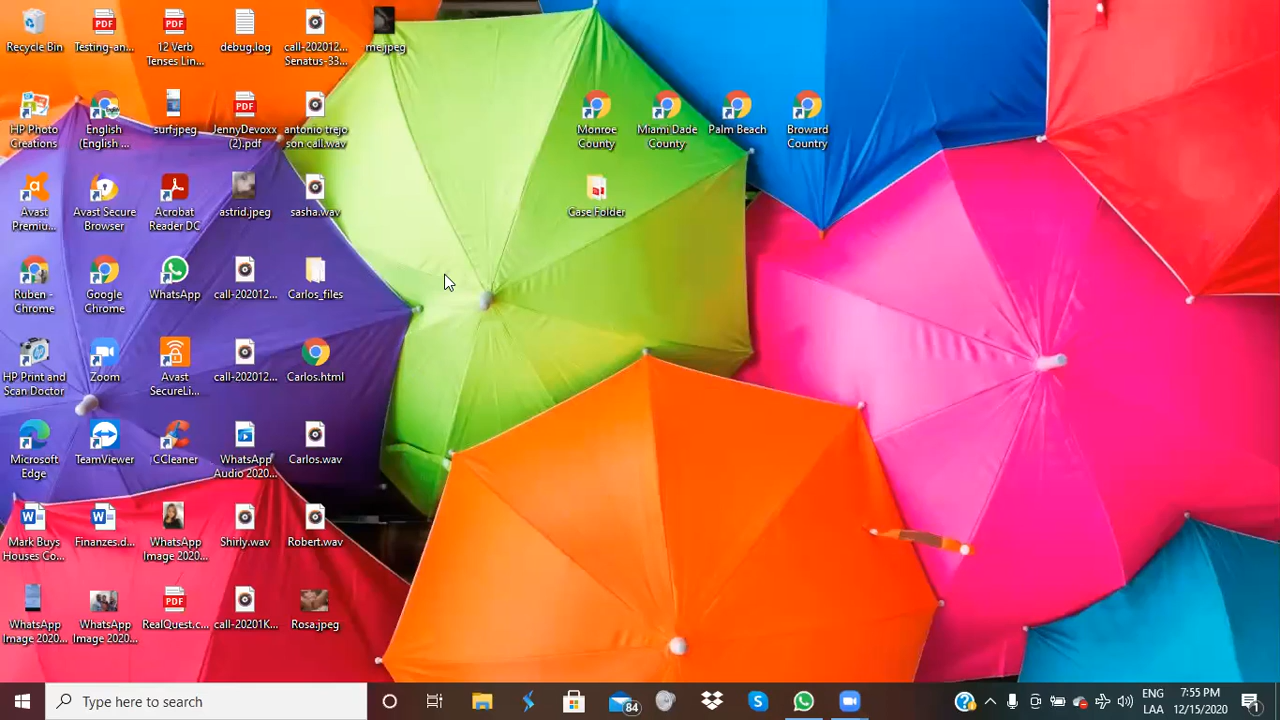 Recycle Bin
Testing-an...
12 Verb
Tenses Lin...
debug.log
call-202012...
Senatus-33...
me.jpeg
HP Photo
Creations
English
(English ...
surf.jpeg
JennyDevoxx
(2).pdf
antonio trejo
son call.wav
Monroe
County
Miami Dade
County
Palm Beach
Broward
Country
Avast
Premiu...
Avast Secure
Browser
Acrobat
Reader DC
astrid.jpeg
sasha.wav
Case Folder
Ruben -
Chrome
Google
Chrome
WhatsApp
call-202012...
Carlos_files
HP Print and
Scan Doctor
Zoom
Avast
SecureLi...
call-202012...
Carlos.html
Microsoft
Edge
TeamViewer
CCleaner
WhatsApp
Audio 2020...
Carlos.wav
Mark Buys
Houses Co...
Finanzes.d...
WhatsApp
Image 2020...
Shirly.wav
Robert.wav
WhatsApp
Image 2020...
WhatsApp
Image 2020...
RealQuest.c...
call-20201K...
Rosa.jpeg
Type here to search
84
ENG
LAA
7:55 PM
12/15/2020
1